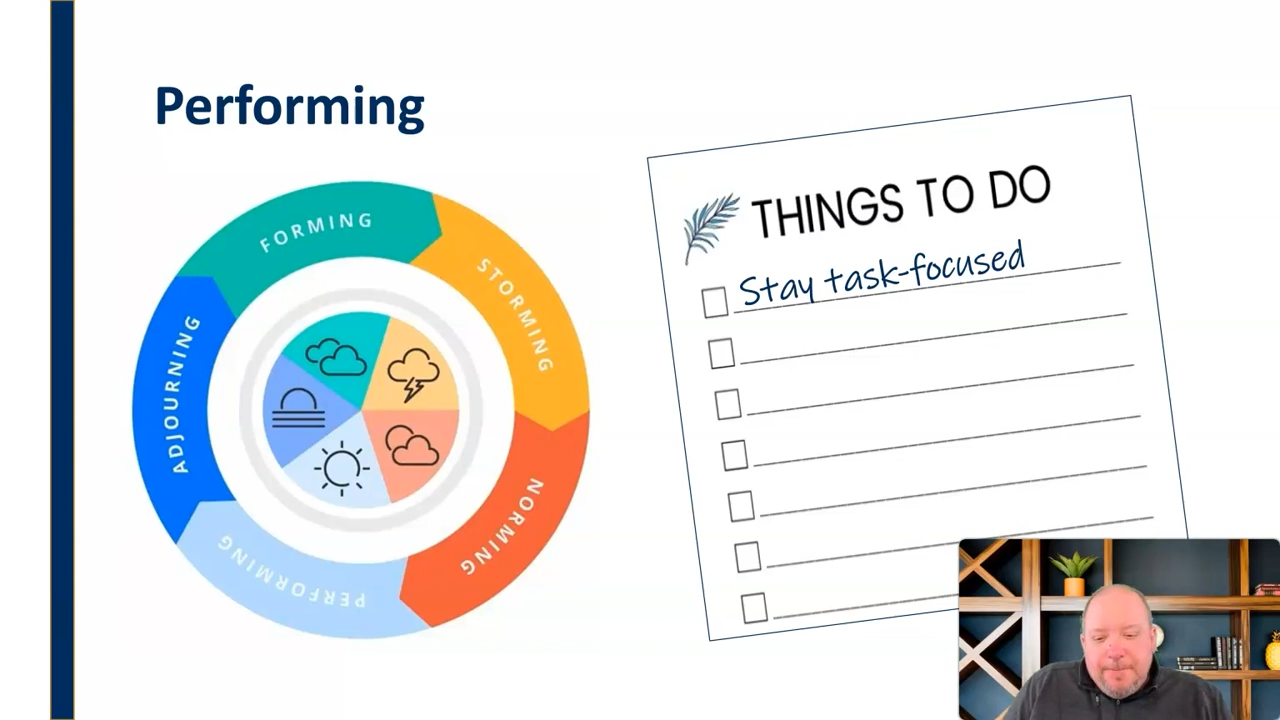 Performing
FORMING
STORMING
NORMING
PERFORMING
ADJOURNING
THINGS TO DO
Stay task-focused